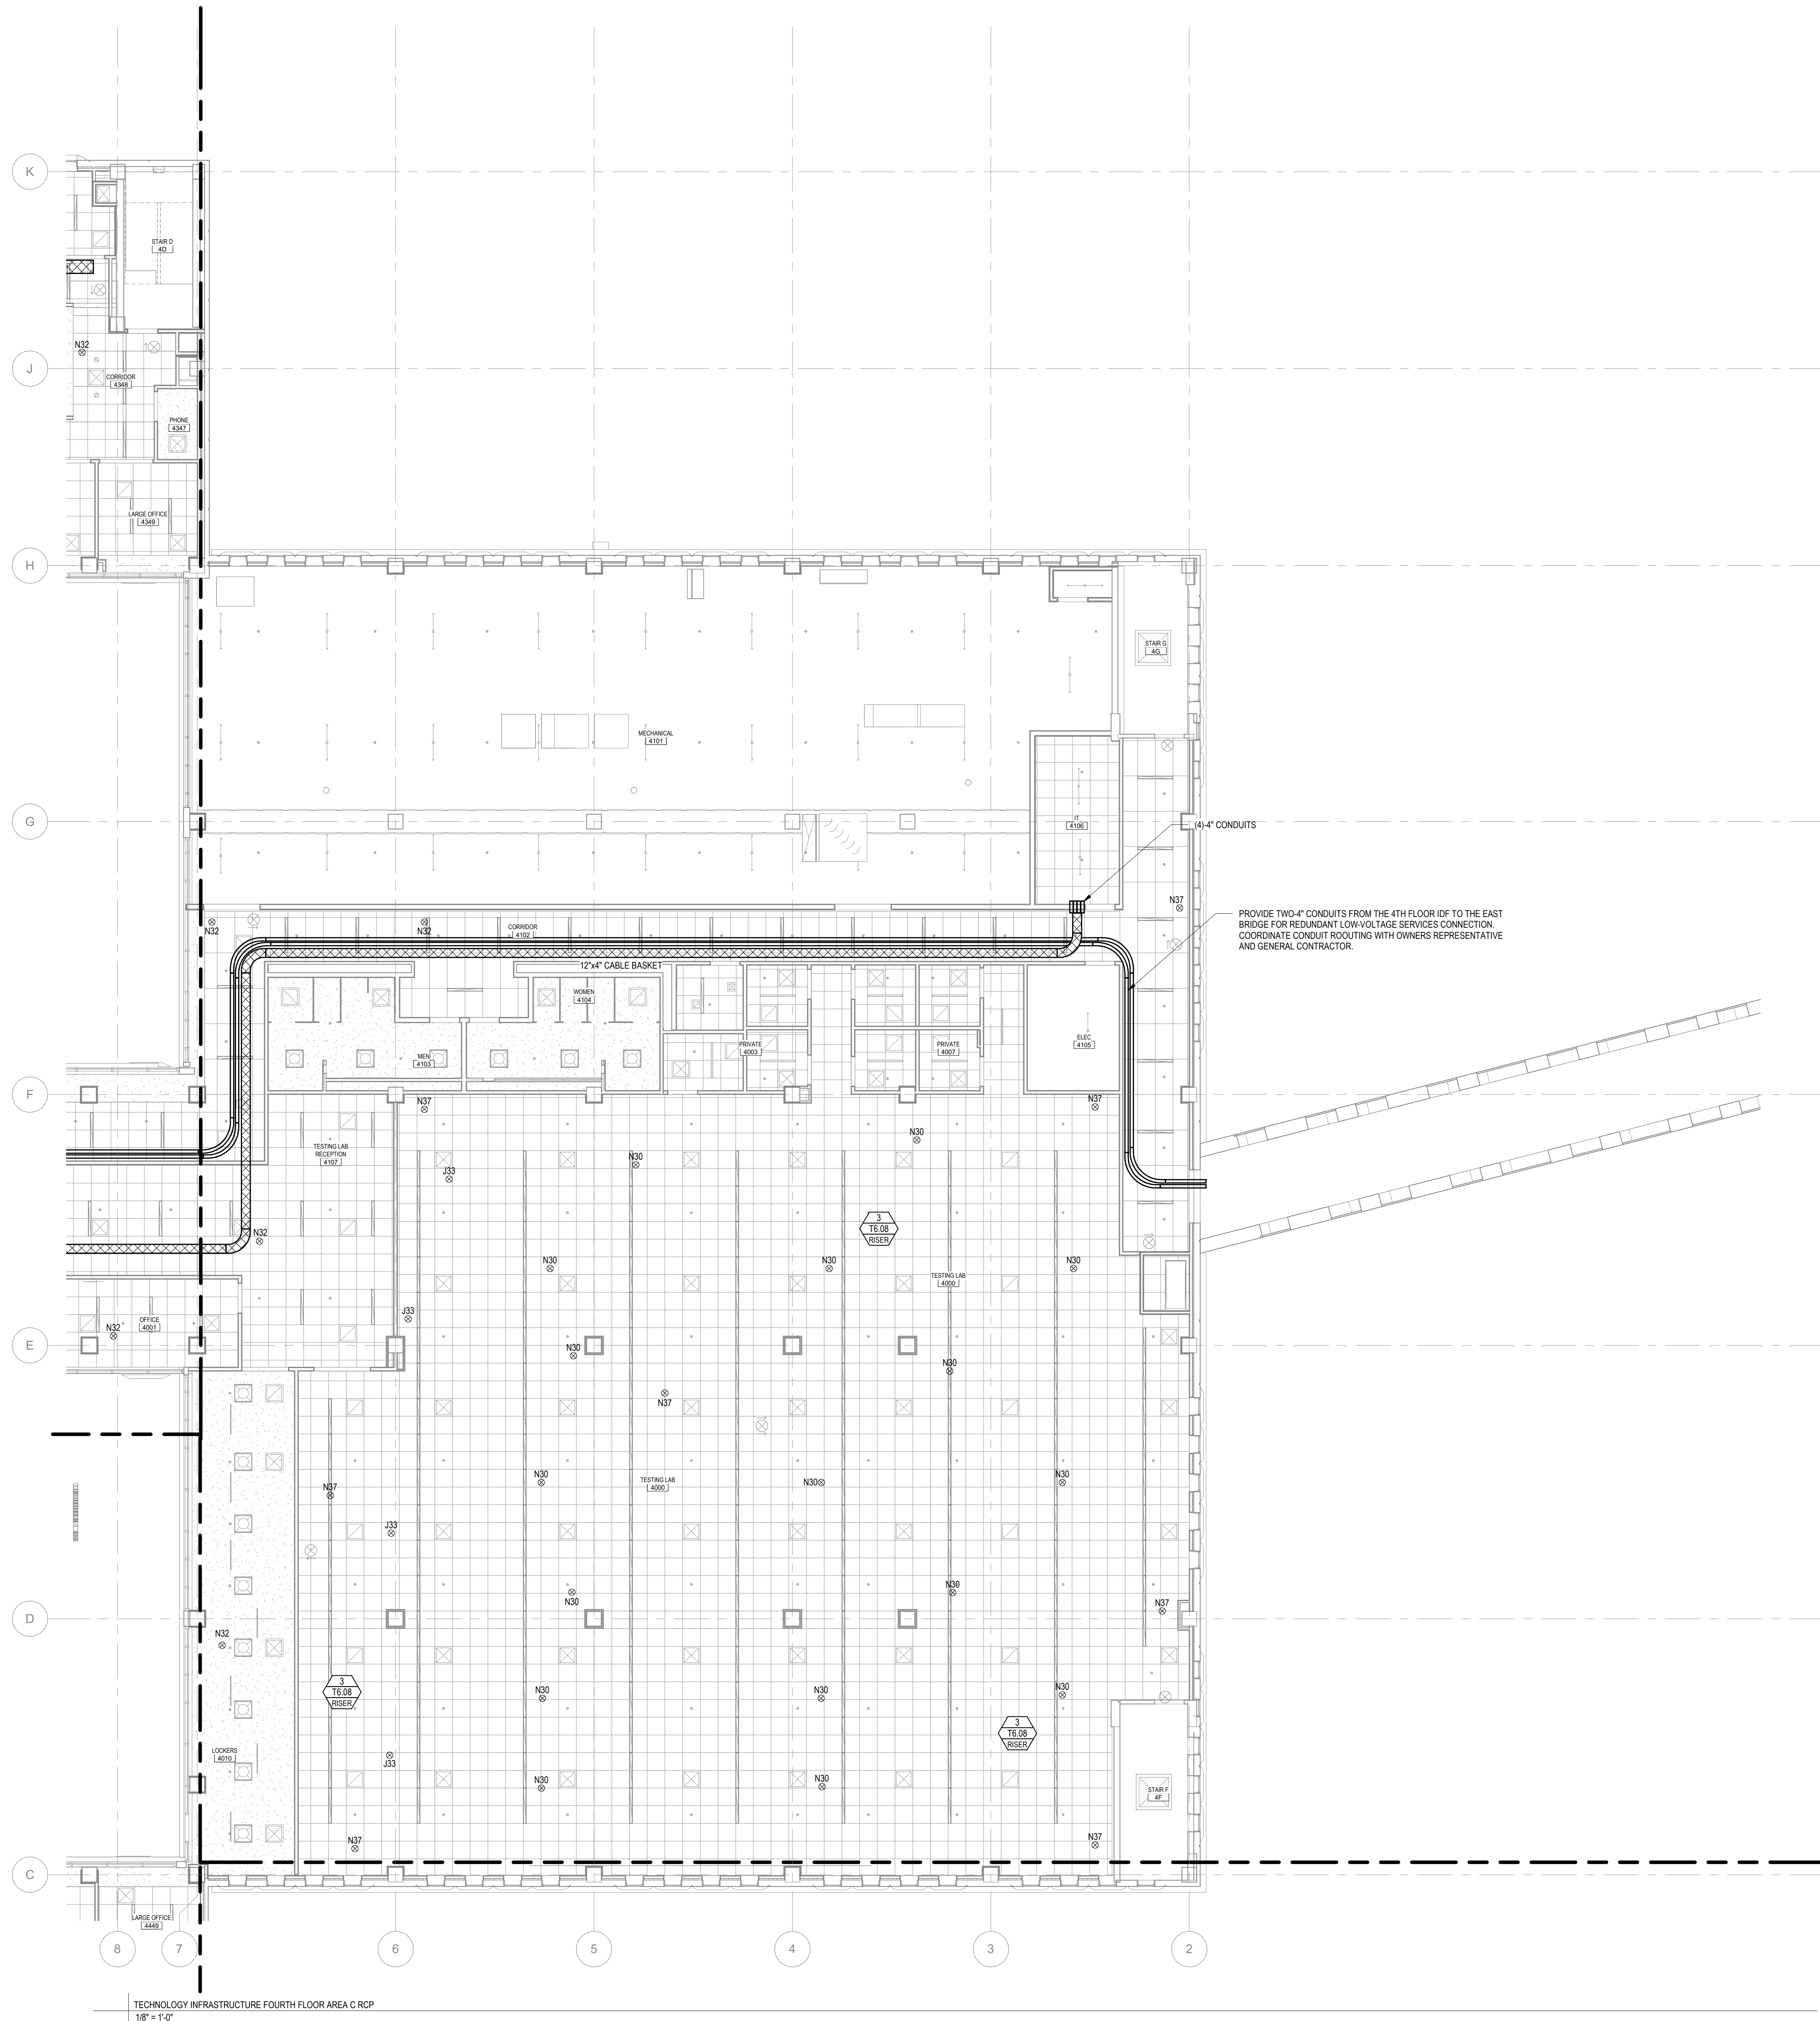 K
STAIR D
4D
N32
J
CORRIDOR
4348
PHONE
4347
LARGE OFFICE
4349
H
STAIR G
4G
MECHANICAL
4101
G
IT
4106
(4)-4" CONDUITS
N37
PROVIDE TWO-4" CONDUITS FROM THE 4TH FLOOR IDF TO THE EAST
BRIDGE FOR REDUNDANT LOW-VOLTAGE SERVICES CONNECTION.
COORDINATE CONDUIT ROOUTING WITH OWNERS REPRESENTATIVE
AND GENERAL CONTRACTOR.
N32
N32
CORRIDOR
4102
12"x4" CABLE BASKET
WOMEN
4104
MEN
4103
PRIVATE
4003
PRIVATE
4007
ELEC
4105
F
N37
N37
N30
TESTING LAB
RECEPTION
4107
N30
J33
3
T6.08
RISER
N32
N30
N30
N30
TESTING LAB
4000
J33
OFFICE
4001
N32
E
N30
N30
N37
N30
N30
N30
TESTING LAB
4000
N37
J33
N30
N30
N37
D
N32
3
T6.08
RISER
N30
N30
N30
3
T6.08
RISER
LOCKERS
4010
J33
N30
N30
STAIR F
4F
N37
N37
C
LARGE OFFICE
4449
8
7
6
5
4
3
2
TECHNOLOGY INFRASTRUCTURE FOURTH FLOOR AREA C RCP
1/8" = 1'-0"